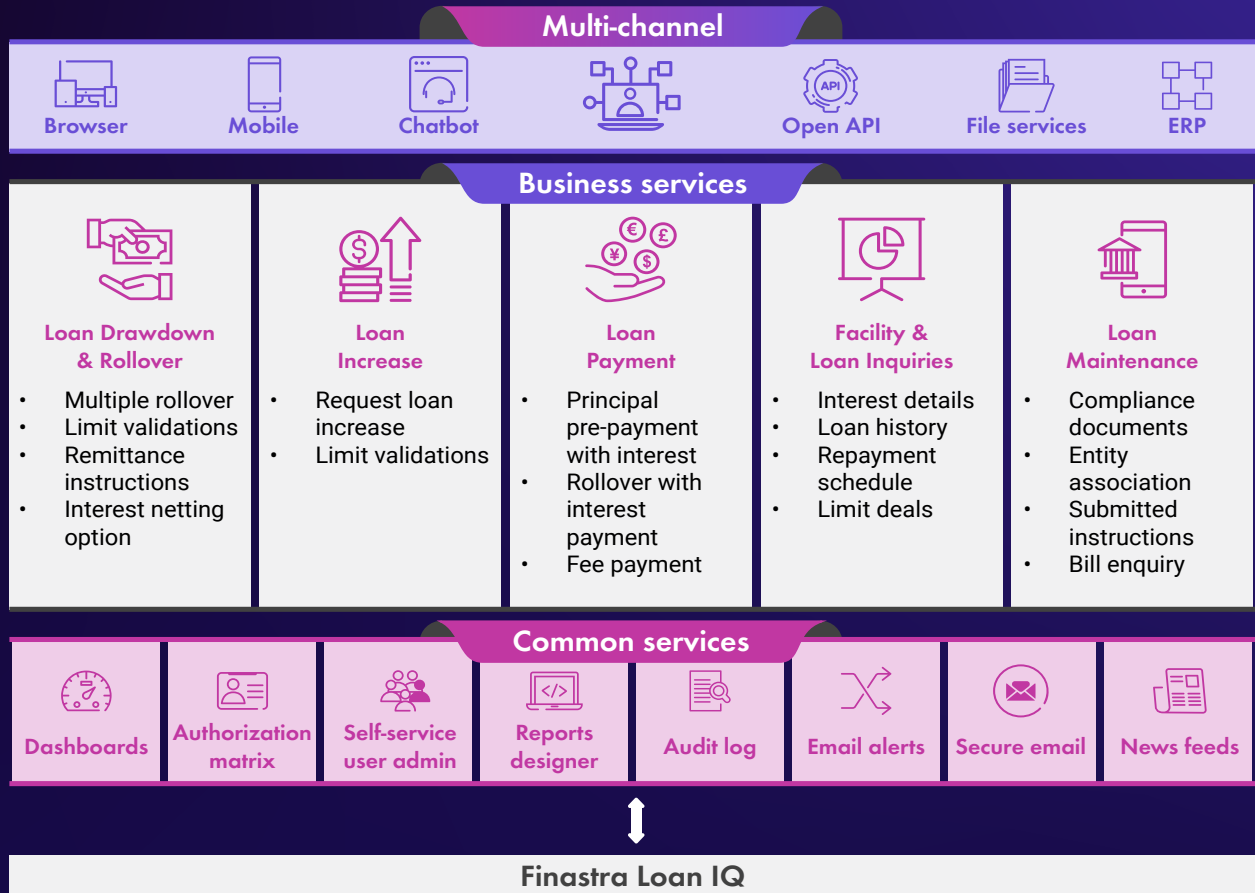 Multi-channel
Browser
Mobile
Chatbot
API
Open API
File services
ERP
Business services
Loan Drawdown
& Rollover
• Multiple rollover
• Limit validations
• Remittance
instructions
• Interest netting
option
Loan
Increase
• Request loan
increase
• Limit validations
Loan
Payment
• Principal
pre-payment
with interest
• Rollover with
interest
payment
• Fee payment
Facility &
Loan Inquiries
• Interest details
• Loan history
• Repayment
schedule
• Limit deals
Loan
Maintenance
• Compliance
documents
• Entity
association
• Submitted
instructions
• Bill enquiry
Common services
Dashboards
Authorization
matrix
Self-service
user admin
Reports
designer
Audit log
Email alerts
Secure email
News feeds
Finastra Loan IQ